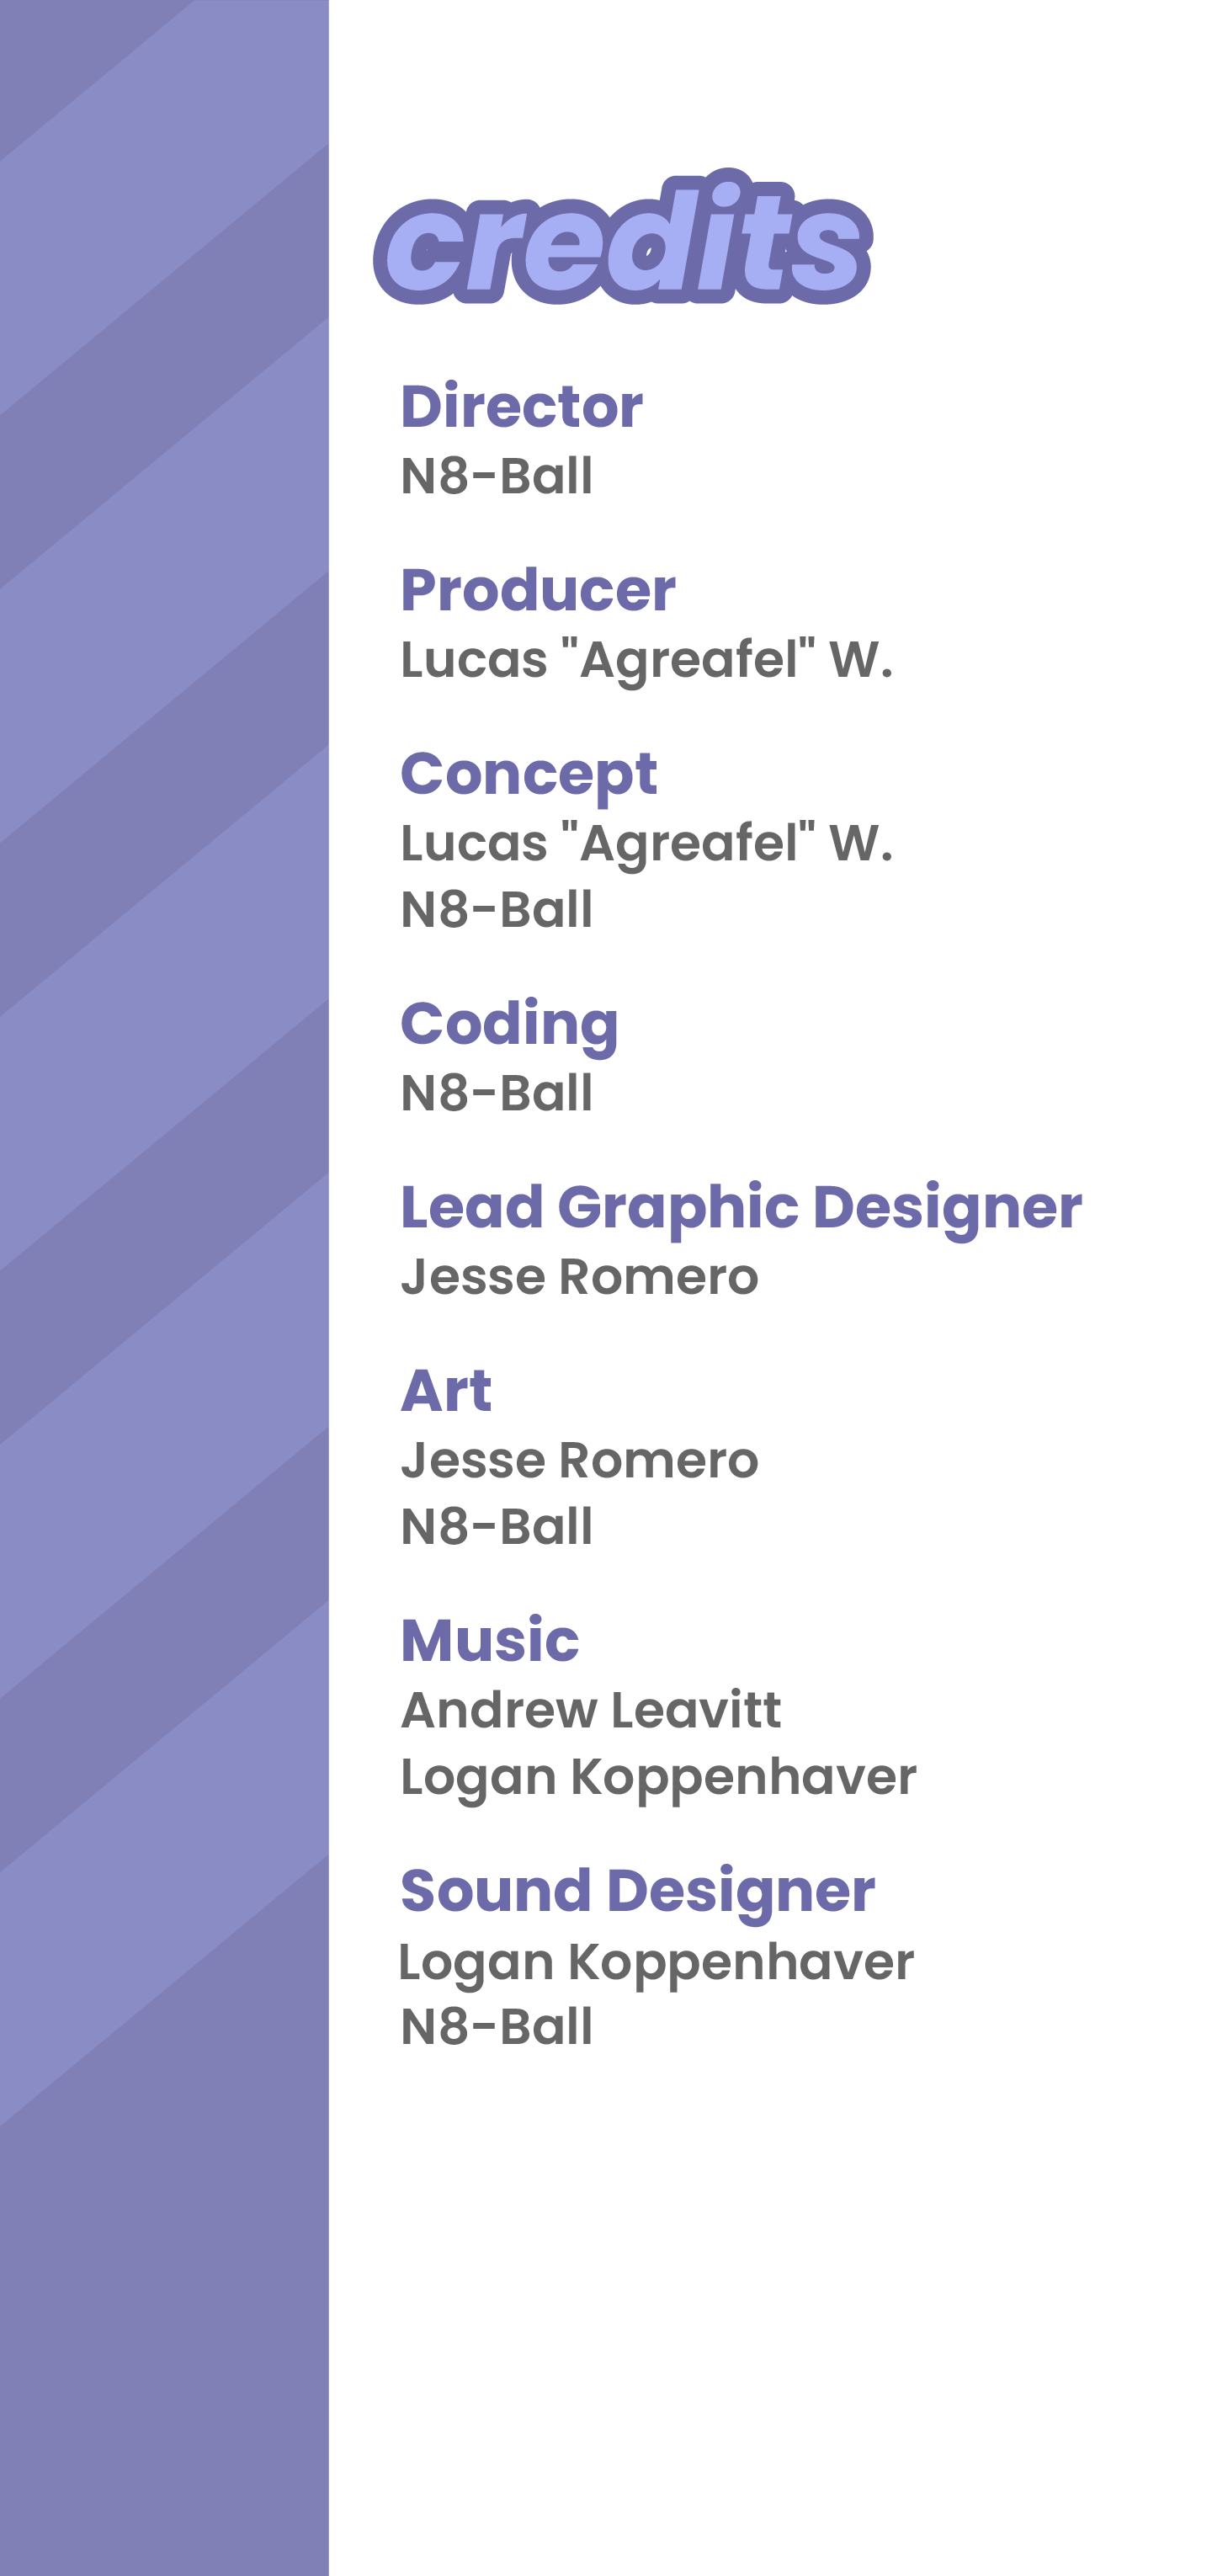 credits
Director
N8-Ball
Producer
Lucas "Agreafel" W.
Concept
Lucas "Agreafel" W.
N8-Ball
Coding
N8-Ball
Lead Graphic Designer
Jesse Romero
Art
Jesse Romero
N8-Ball
Music
Andrew Leavitt
Logan Koppenhaver
Sound Designer
Logan Koppenhaver
N8-Ball